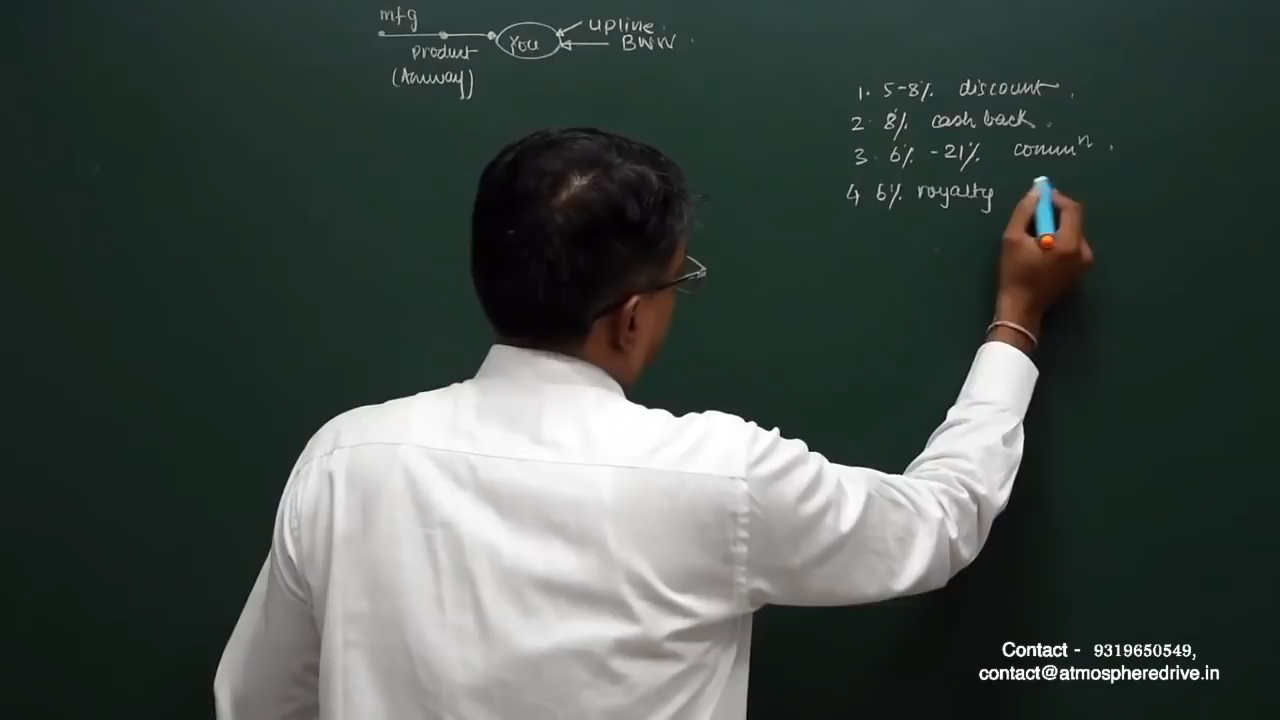 mfg
Product
(Amway)
You
upline.
BWW.
1. 5-8% discount.
2. 8% cash back.
3. 6% -21% commⁿ.
4 6% royalty
Contact - 9319650549,
contact@atmospheredrive.in